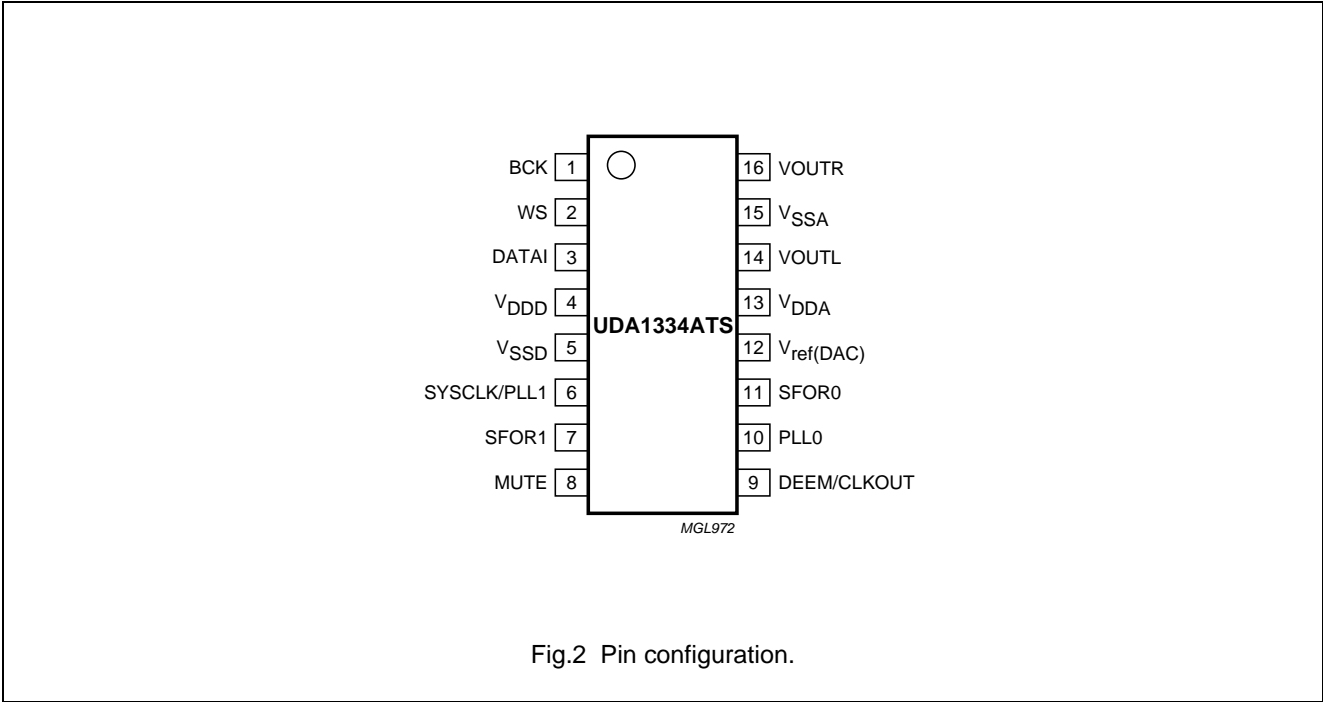 BCK 1
WS 2
DATAI 3
VDDD 4
VSSD 5
SYSCLK/PLL1 6
SFOR1 7
MUTE 8
UDA1334ATS
16 VOUTR
15 VSSA
14 VOUTL
13 VDDA
12 Vref(DAC)
11 SFOR0
10 PLL0
9 DEEM/CLKOUT
MGL972
Fig.2 Pin configuration.